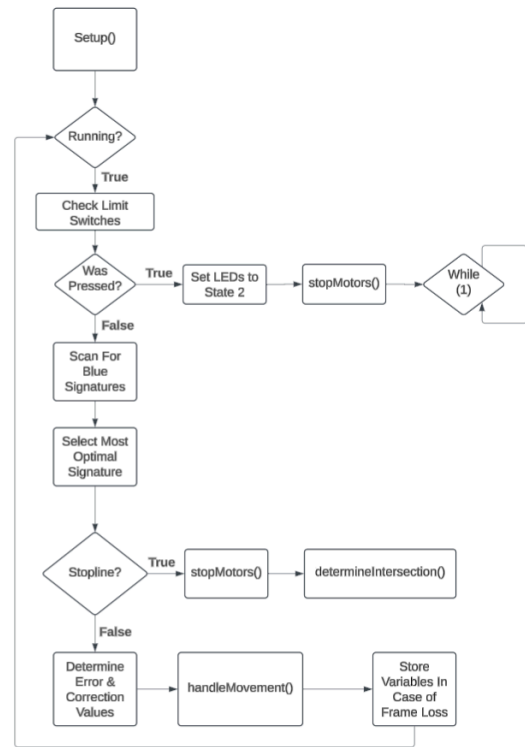 Setup()
Running?
True
Check Limit
Switches
Was
Pressed?
True
Set LEDs to
State 2
stopMotors()
While
(1)
False
Scan For
Blue
Signatures
Select Most
Optimal
Signature
Stopline?
True
stopMotors()
determineIntersection()
False
Determine
Error &
Correction
Values
handleMovement()
Store
Variables In
Case of
Frame Loss